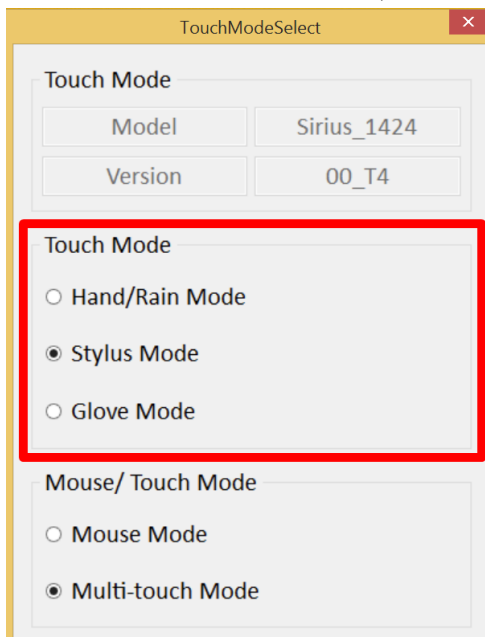 TouchModeSelect
Touch Mode
Model Sirius_1424
Version 00_T4
Touch Mode
Hand/Rain Mode
Stylus Mode
Glove Mode
Mouse/ Touch Mode
Mouse Mode
Multi-touch Mode